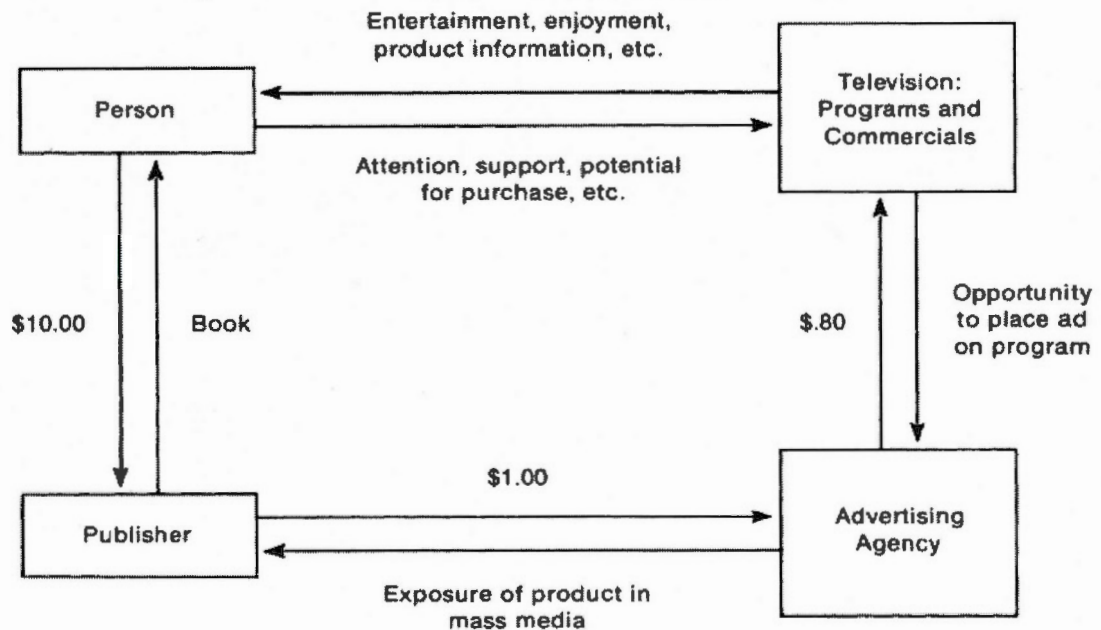 Entertainment, enjoyment,
product information, etc.
Person
Television:
Programs and
Commercials
Attention, support, potential
for purchase, etc.
$10.00
Book
$.80
Opportunity
to place ad
on program
$1.00
Publisher
Advertising
Agency
Exposure of product in
mass media